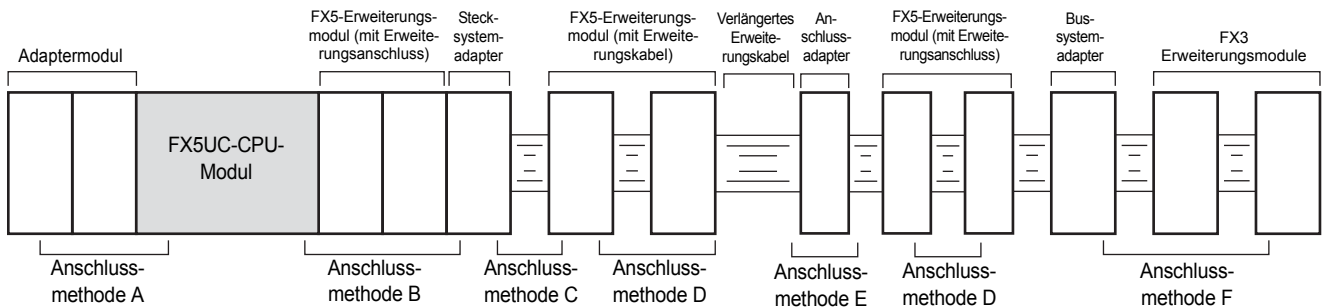 Adaptermodul
FX5-Erweiterungs-
modul (mit Erweite-
rungsanschluss)
Steck-
system-
adapter
FX5-Erweiterungs-
modul (mit Erweite-
rungskabel)
Verlängertes
Erweite-
rungskabel
An-
schluss-
adapter
FX5-Erweiterungs-
modul (mit Erweite-
rungsanschluss)
Bus-
system-
adapter
FX3
Erweiterungsmodule
FX5UC-CPU-
Modul
Anschluss-
methode A
Anschluss-
methode B
Anschluss-
methode C
Anschluss-
methode D
Anschluss-
methode E
Anschluss-
methode D
Anschluss-
methode F